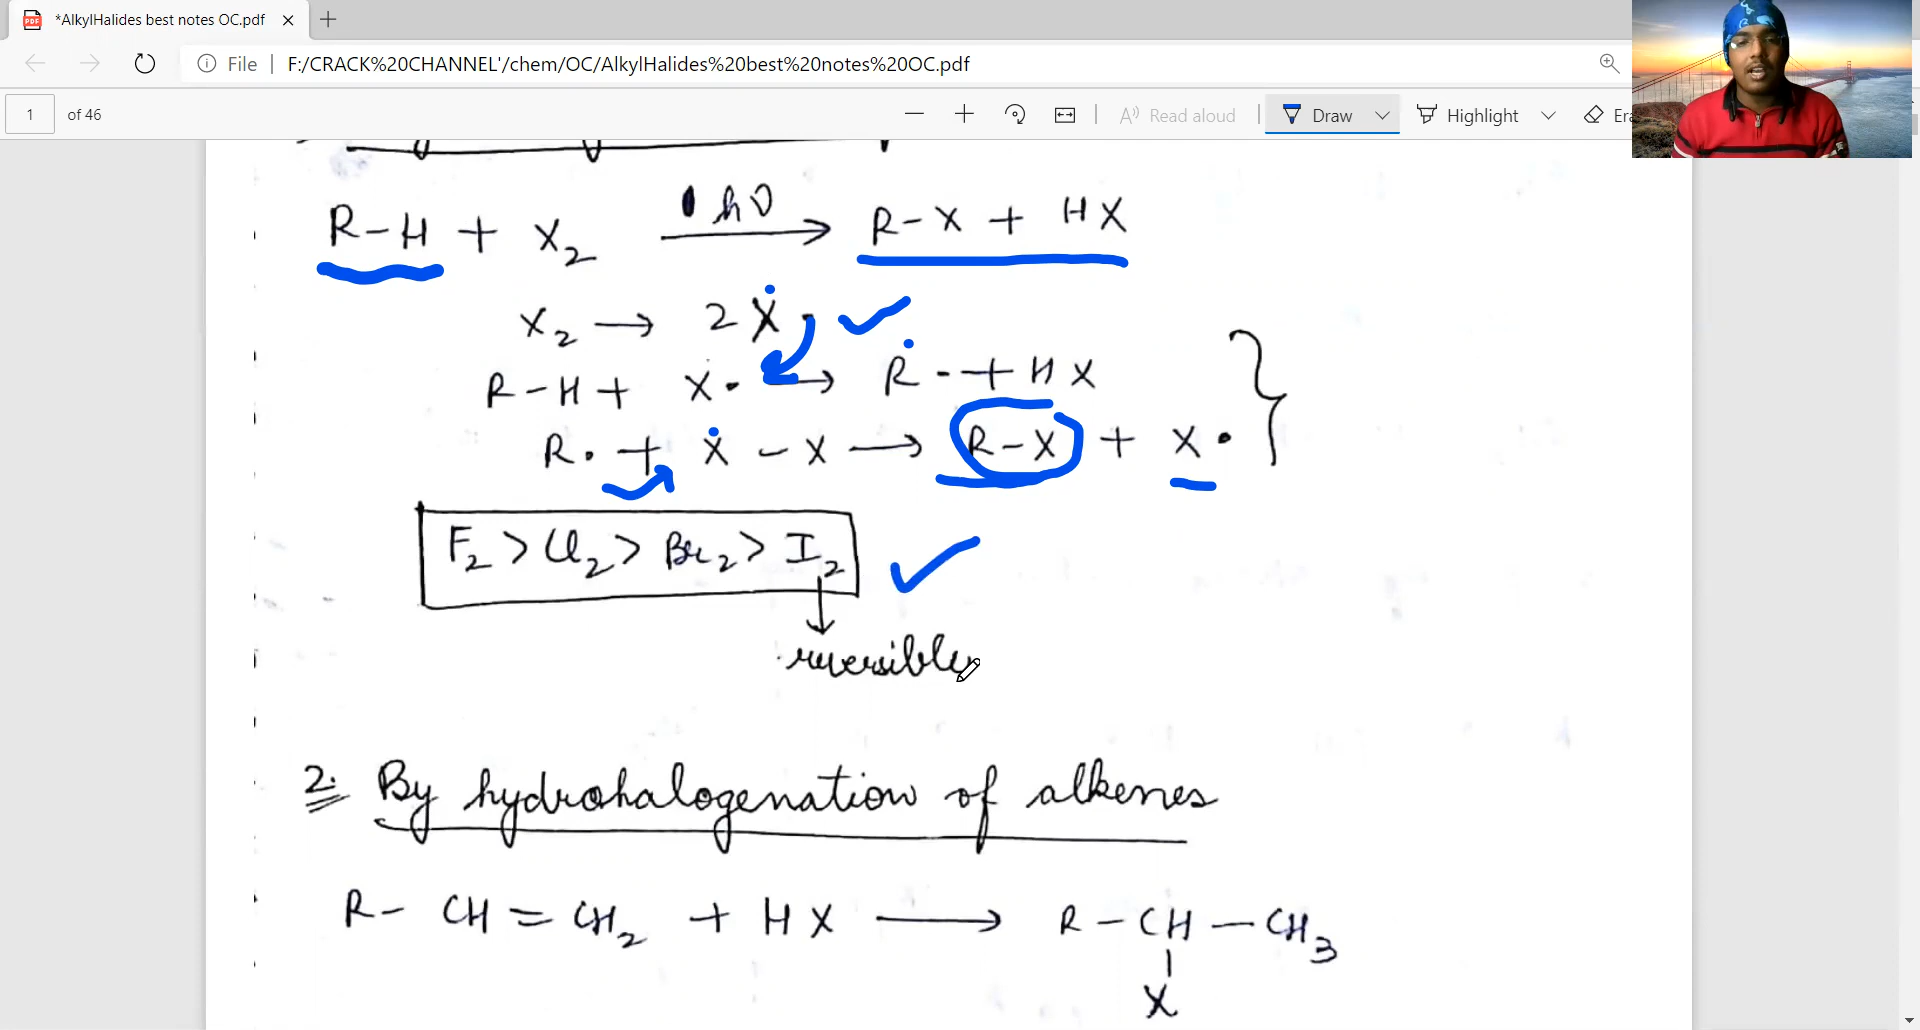 *AlkylHalides best notes OC.pdf
File | F:/CRACK%20CHANNEL'/chem/OC/AlkylHalides%20best%20notes%20OC.pdf
1 of 46 Read aloud Draw Highlight
R-H + X2 hν → R-X + HX
X2 → 2Ẋ
R-H + X· → R· + HX
R· + Ẋ - X → R-X + X·
F2 > Cl2 > Br2 > I2
reversible
2. By hydrohalogenation of alkenes
R- CH = CH2 + HX → R - CH - CH3
X